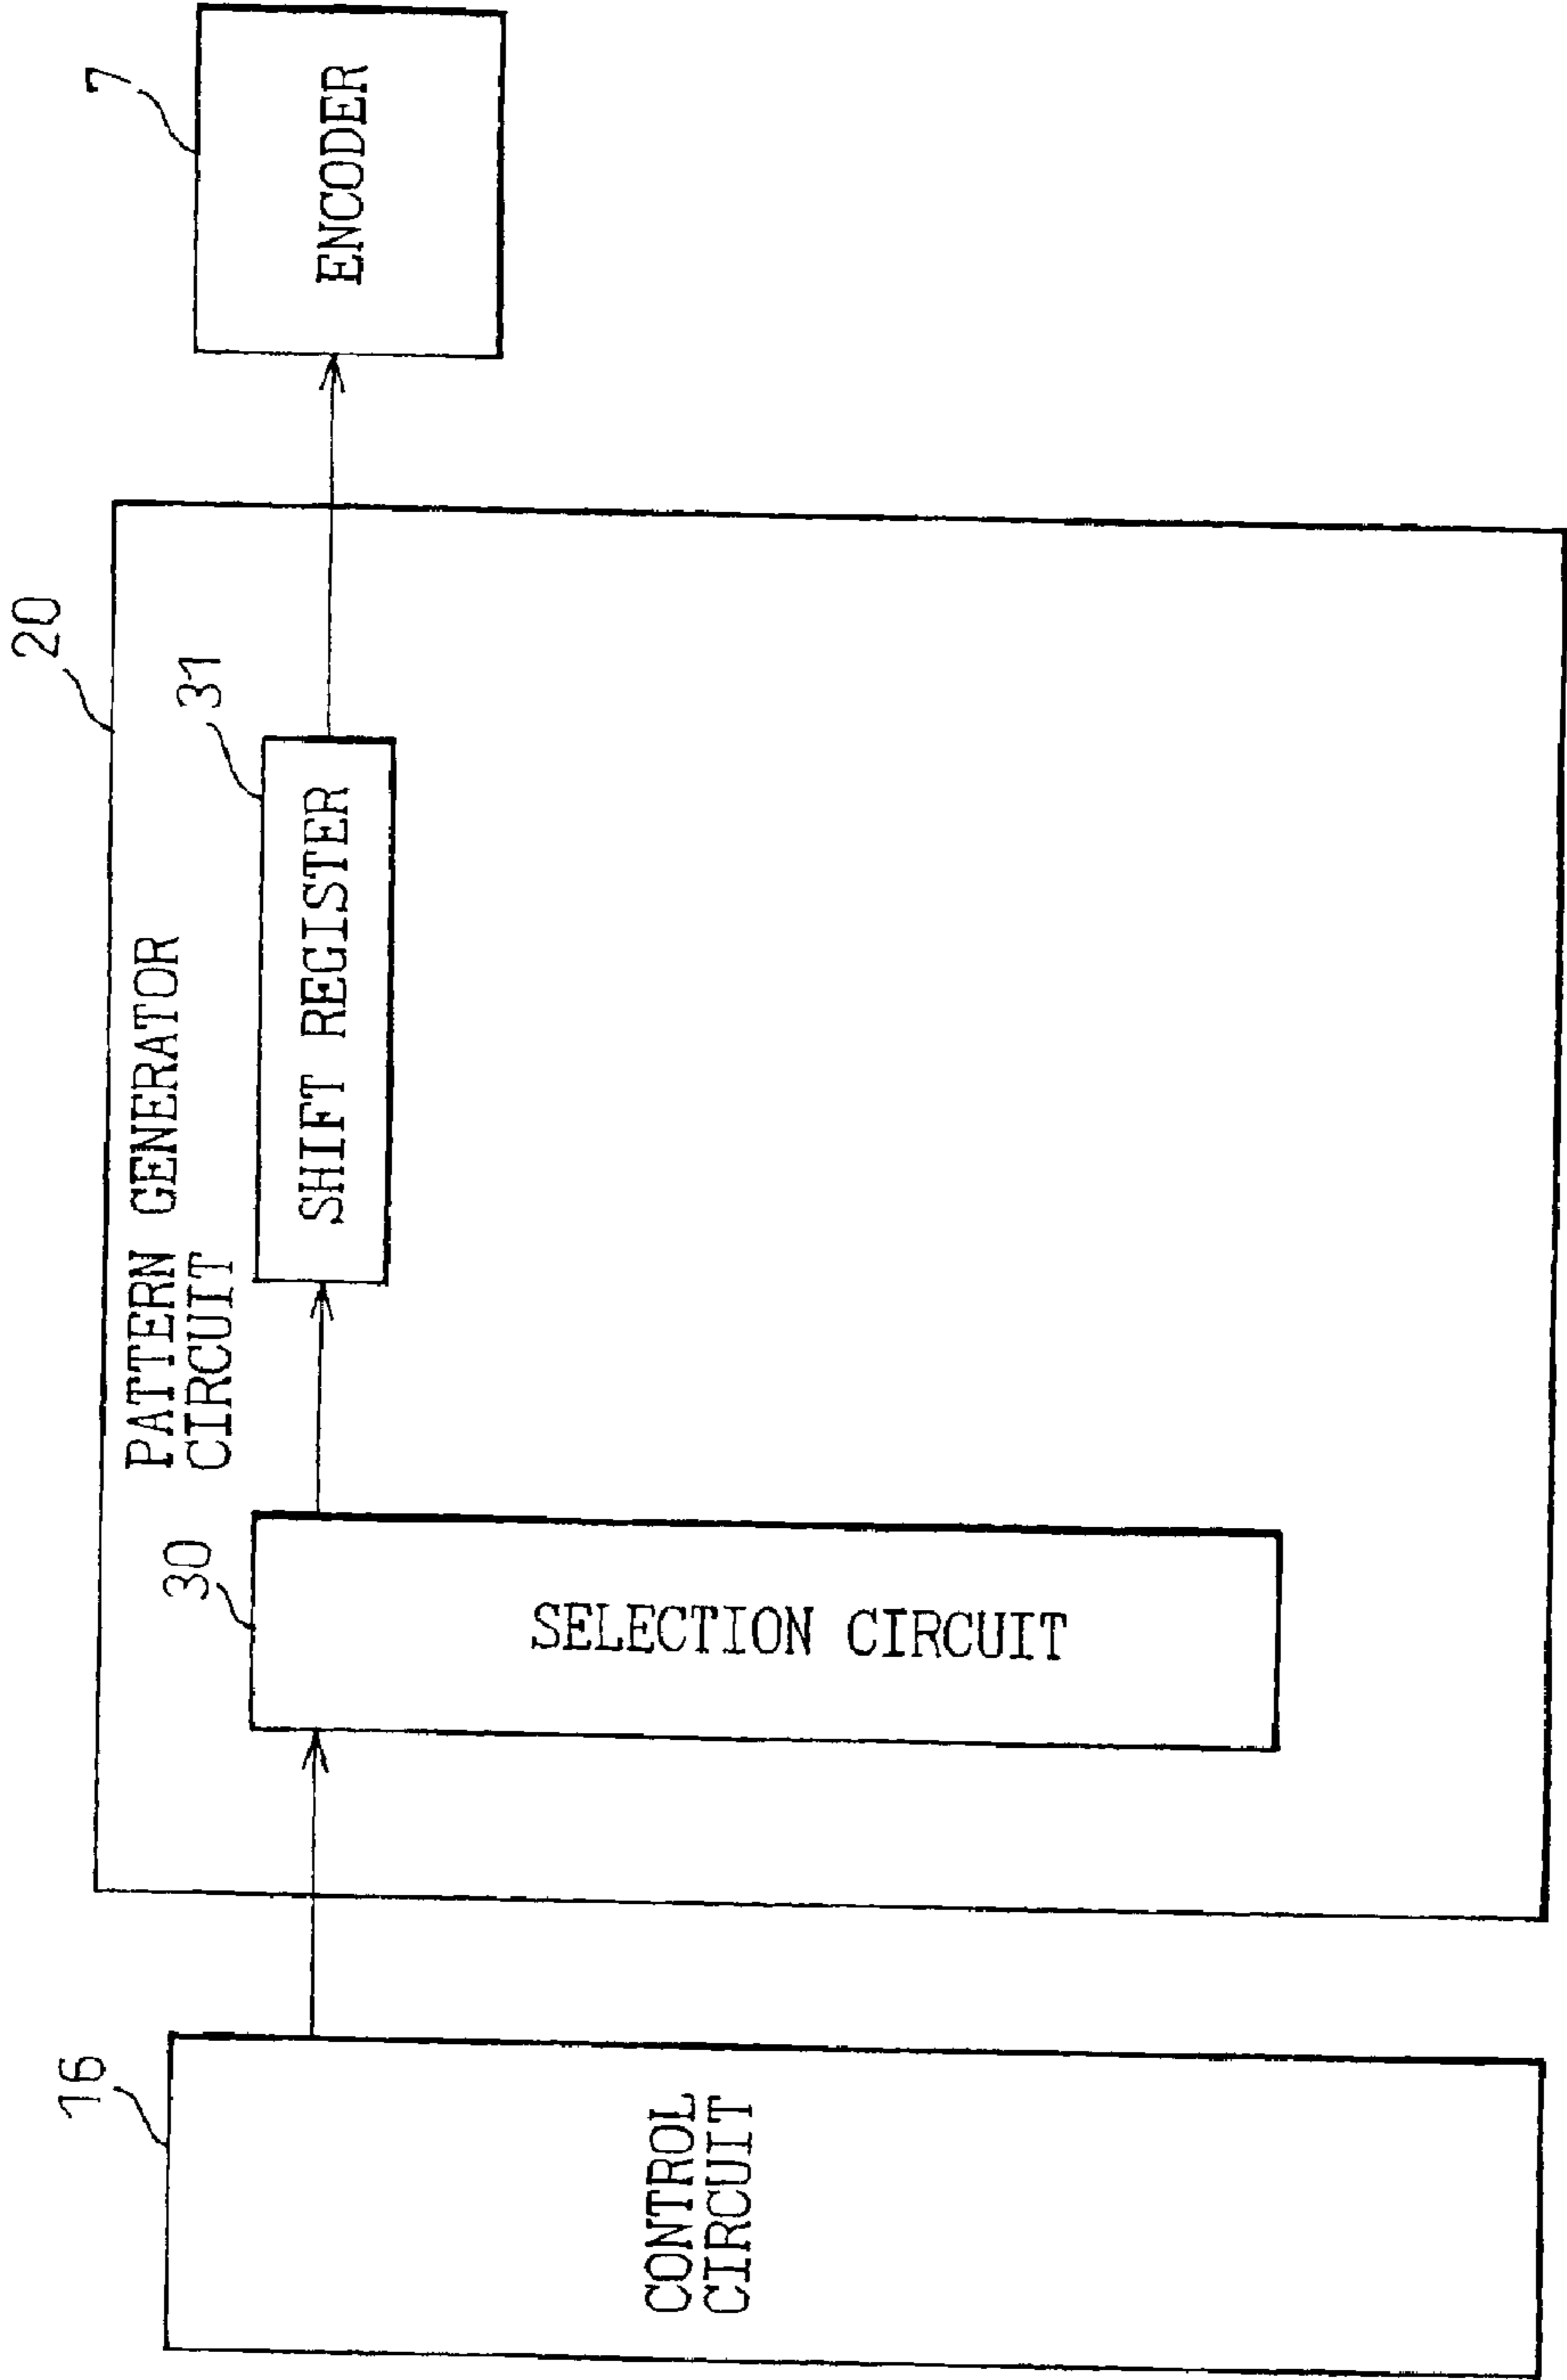 16
CONTROL
CIRCUIT
20
PATTERN GENERATOR
CIRCUIT
30
SELECTION CIRCUIT
31
SHIFT REGISTER
7
ENCODER